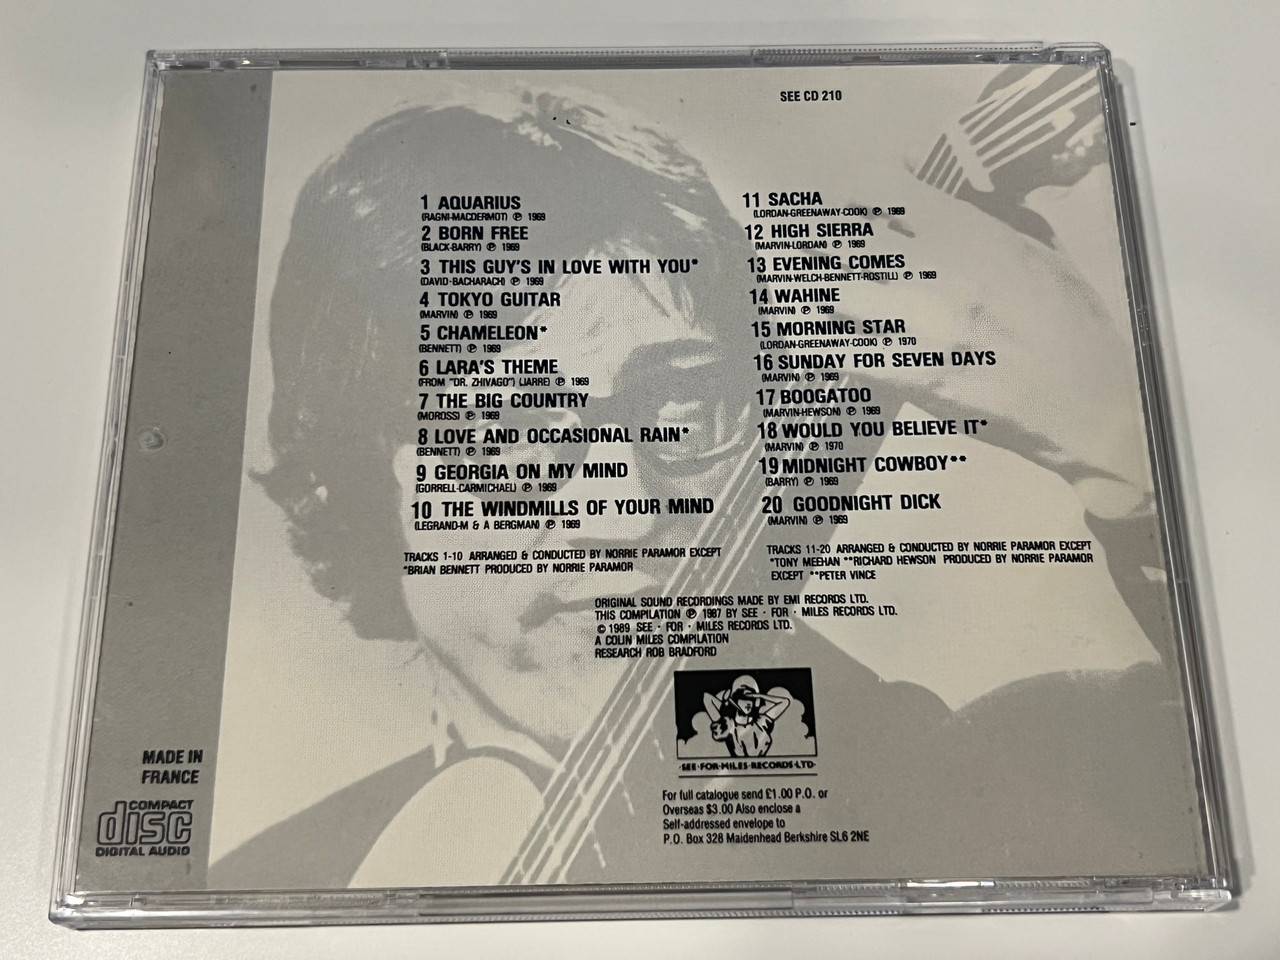 SEE CD 210
1 AQUARIUS
(RAGNI-MACDERMOT) ℗ 1969
2 BORN FREE
(BLACK-BARRY) ℗ 1969
3 THIS GUY'S IN LOVE WITH YOU*
(DAVID-BACHARACH) ℗ 1969
4 TOKYO GUITAR
(MARVIN) ℗ 1969
5 CHAMELEON*
(BENNETT) ℗ 1969
6 LARA'S THEME
(FROM "DR. ZHIVAGO") (JARRE) ℗ 1969
7 THE BIG COUNTRY
(MOROSS) ℗ 1969
8 LOVE AND OCCASIONAL RAIN*
(BENNETT) ℗ 1969
9 GEORGIA ON MY MIND
(GORRELL-CARMICHAEL) ℗ 1969
10 THE WINDMILLS OF YOUR MIND
(LEGRAND-M & A BERGMAN) ℗ 1969
TRACKS 1-10 ARRANGED & CONDUCTED BY NORRIE PARAMOR EXCEPT
*BRIAN BENNETT PRODUCED BY NORRIE PARAMOR
11 SACHA
(LORDAN-GREENAWAY-COOK) ℗ 1969
12 HIGH SIERRA
(MARVIN-LORDAN) ℗ 1969
13 EVENING COMES
(MARVIN-WELCH-BENNETT-ROSTILL) ℗ 1969
14 WAHINE
(MARVIN) ℗ 1969
15 MORNING STAR
(LORDAN-GREENAWAY-COOK) ℗ 1970
16 SUNDAY FOR SEVEN DAYS
(MARVIN) ℗ 1969
17 BOOGATOO
(MARVIN-HEWSON) ℗ 1969
18 WOULD YOU BELIEVE IT*
(MARVIN) ℗ 1970
19 MIDNIGHT COWBOY**
(BARRY) ℗ 1969
20 GOODNIGHT DICK
(MARVIN) ℗ 1969
TRACKS 11-20 ARRANGED & CONDUCTED BY NORRIE PARAMOR EXCEPT
*TONY MEEHAN **RICHARD HEWSON PRODUCED BY NORRIE PARAMOR
EXCEPT **PETER VINCE
ORIGINAL SOUND RECORDINGS MADE BY EMI RECORDS LTD.
THIS COMPILATION ℗ 1987 BY SEE · FOR · MILES RECORDS LTD.
© 1989 SEE · FOR · MILES RECORDS LTD.
A COLIN MILES COMPILATION
RESEARCH ROB BRADFORD
·SEE·FOR·MILES·RECORDS·LTD·
For full catalogue send £1.00 P.O. or
Overseas $3.00 Also enclose a
Self-addressed envelope to
P.O. Box 328 Maidenhead Berkshire SL6 2NE
MADE IN
FRANCE
COMPACT
disc
DIGITAL AUDIO